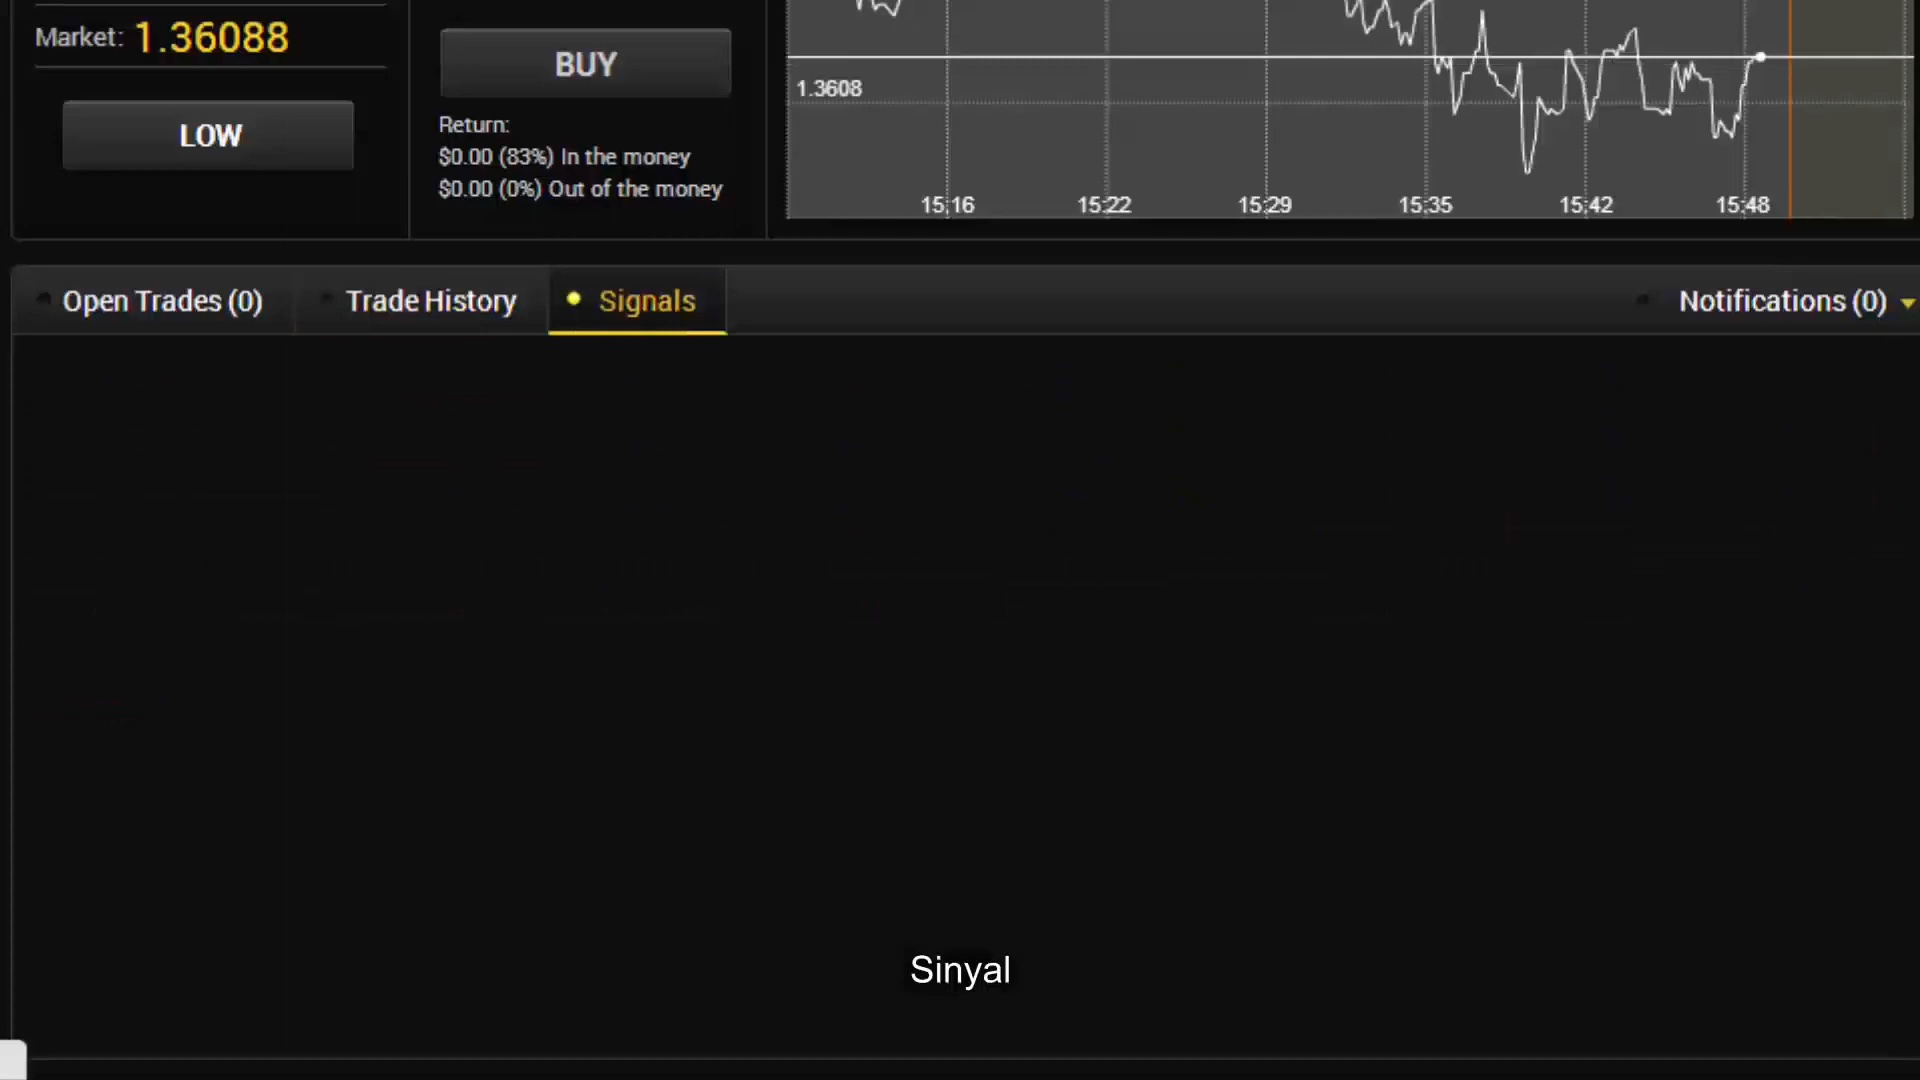 Market: 1.36088
LOW
BUY
Return:
$0.00 (83%) In the money
$0.00 (0%) Out of the money
1.3608
15:16 15:22 15:29 15:35 15:42 15:48
Open Trades (0) Trade History Signals Notifications (0)
Sinyal